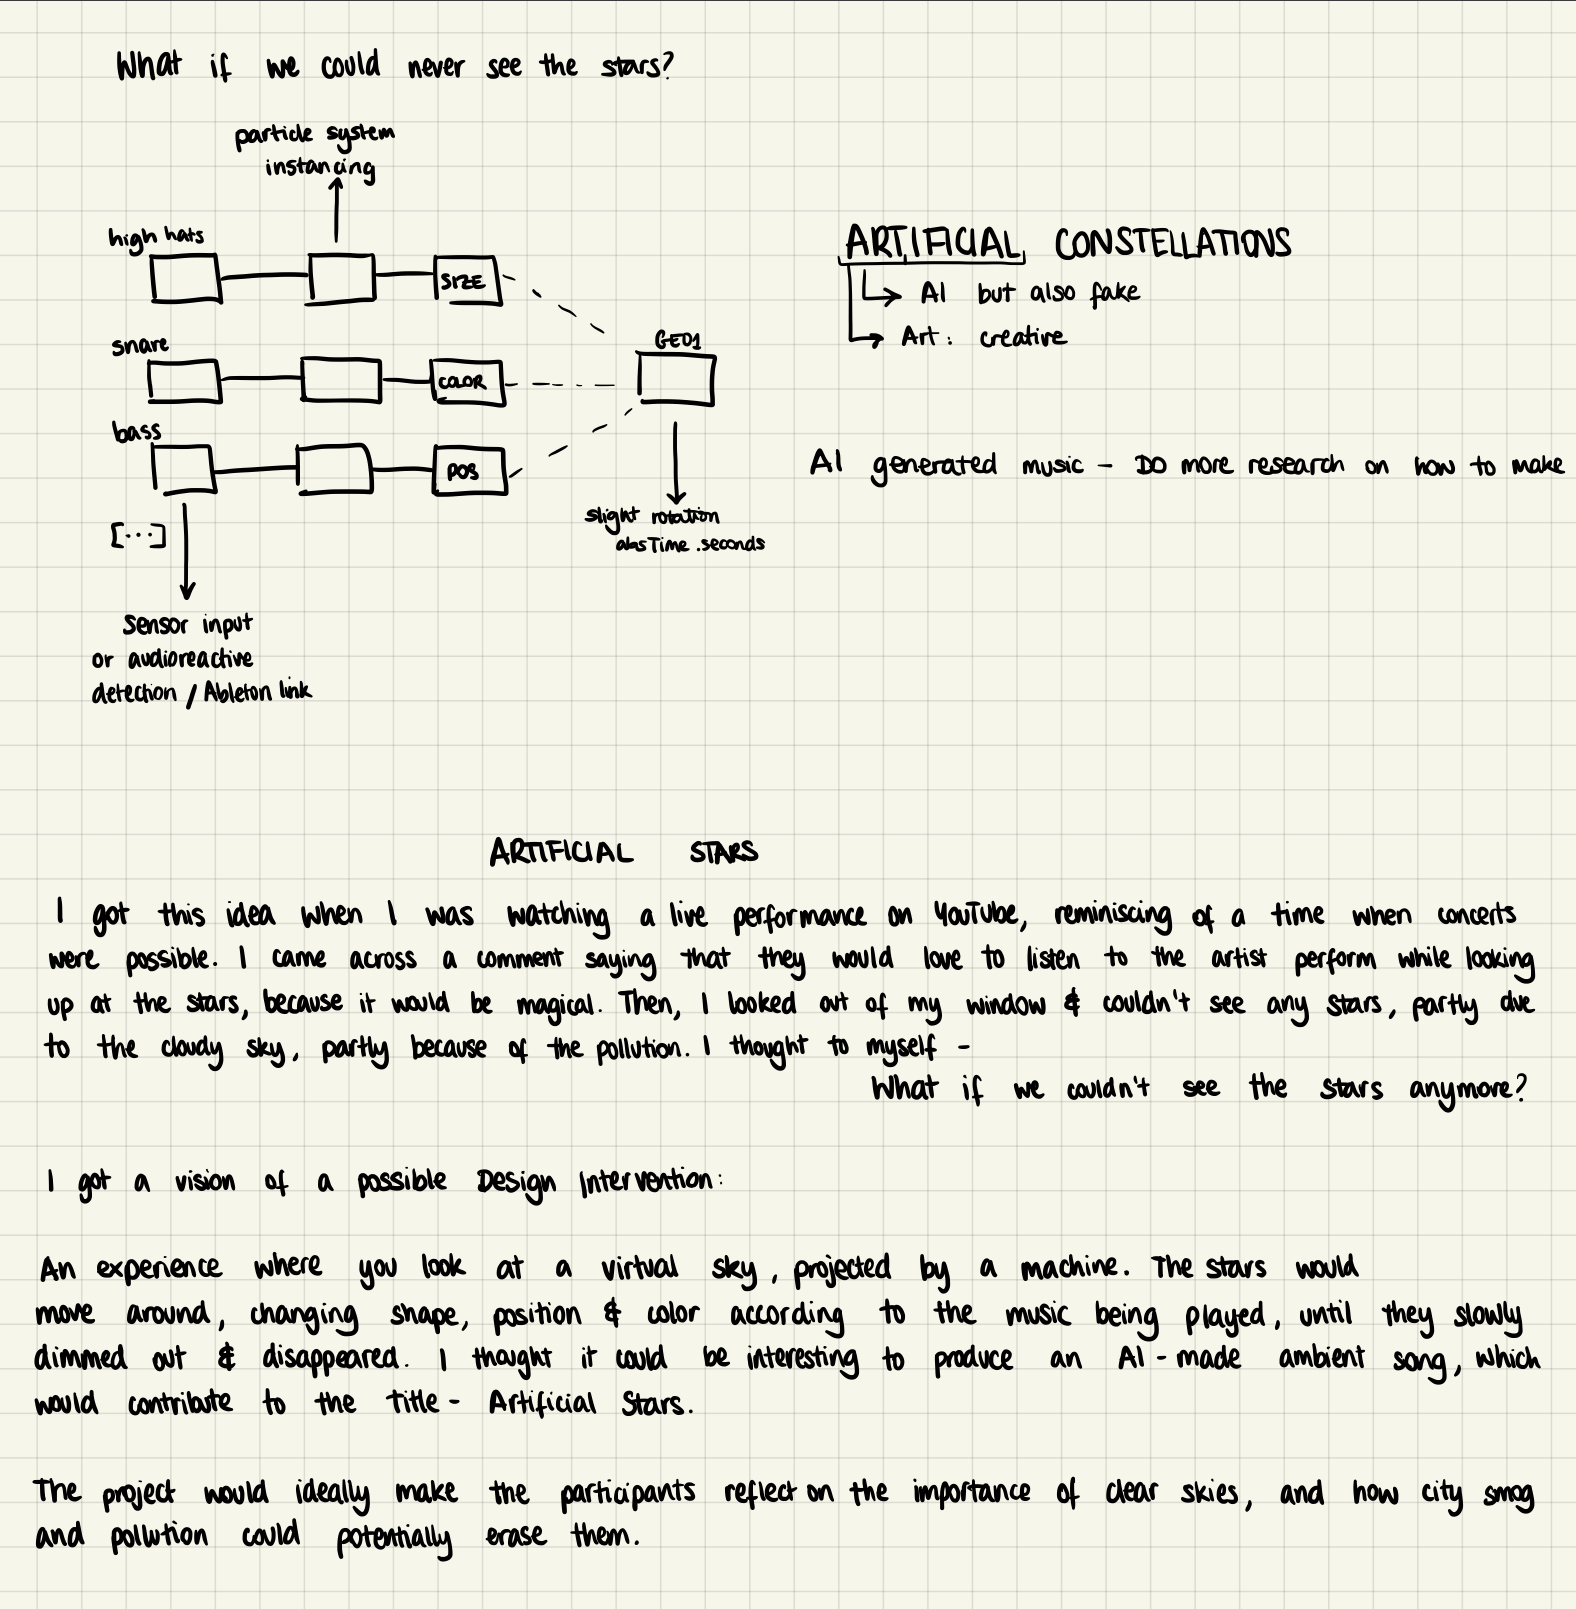 What if we could never see the stars?
particle system
instancing
high hats
SIZE
snare
COLOR
bass
POS
GEO1
[...]
slight rotation
absTime.seconds
Sensor input
or audioreactive
detection / Ableton link
ARTIFICIAL CONSTELLATIONS
AI but also fake
Art: creative
AI generated music - DO more research on how to make
ARTIFICIAL STARS
I got this idea when I was watching a live performance on YouTube, reminiscing of a time when concerts
were possible. I came across a comment saying that they would love to listen to the artist perform while looking
up at the stars, because it would be magical. Then, I looked out of my window & couldn't see any stars, partly due
to the cloudy sky, partly because of the pollution. I thought to myself -
What if we couldn't see the stars anymore?
I got a vision of a possible Design Intervention:
An experience where you look at a virtual sky, projected by a machine. The stars would
move around, changing shape, position & color according to the music being played, until they slowly
dimmed out & disappeared. I thought it could be interesting to produce an AI-made ambient song, which
would contribute to the title - Artificial Stars.
The project would ideally make the participants reflect on the importance of clear skies, and how city smog
and pollution could potentially erase them.